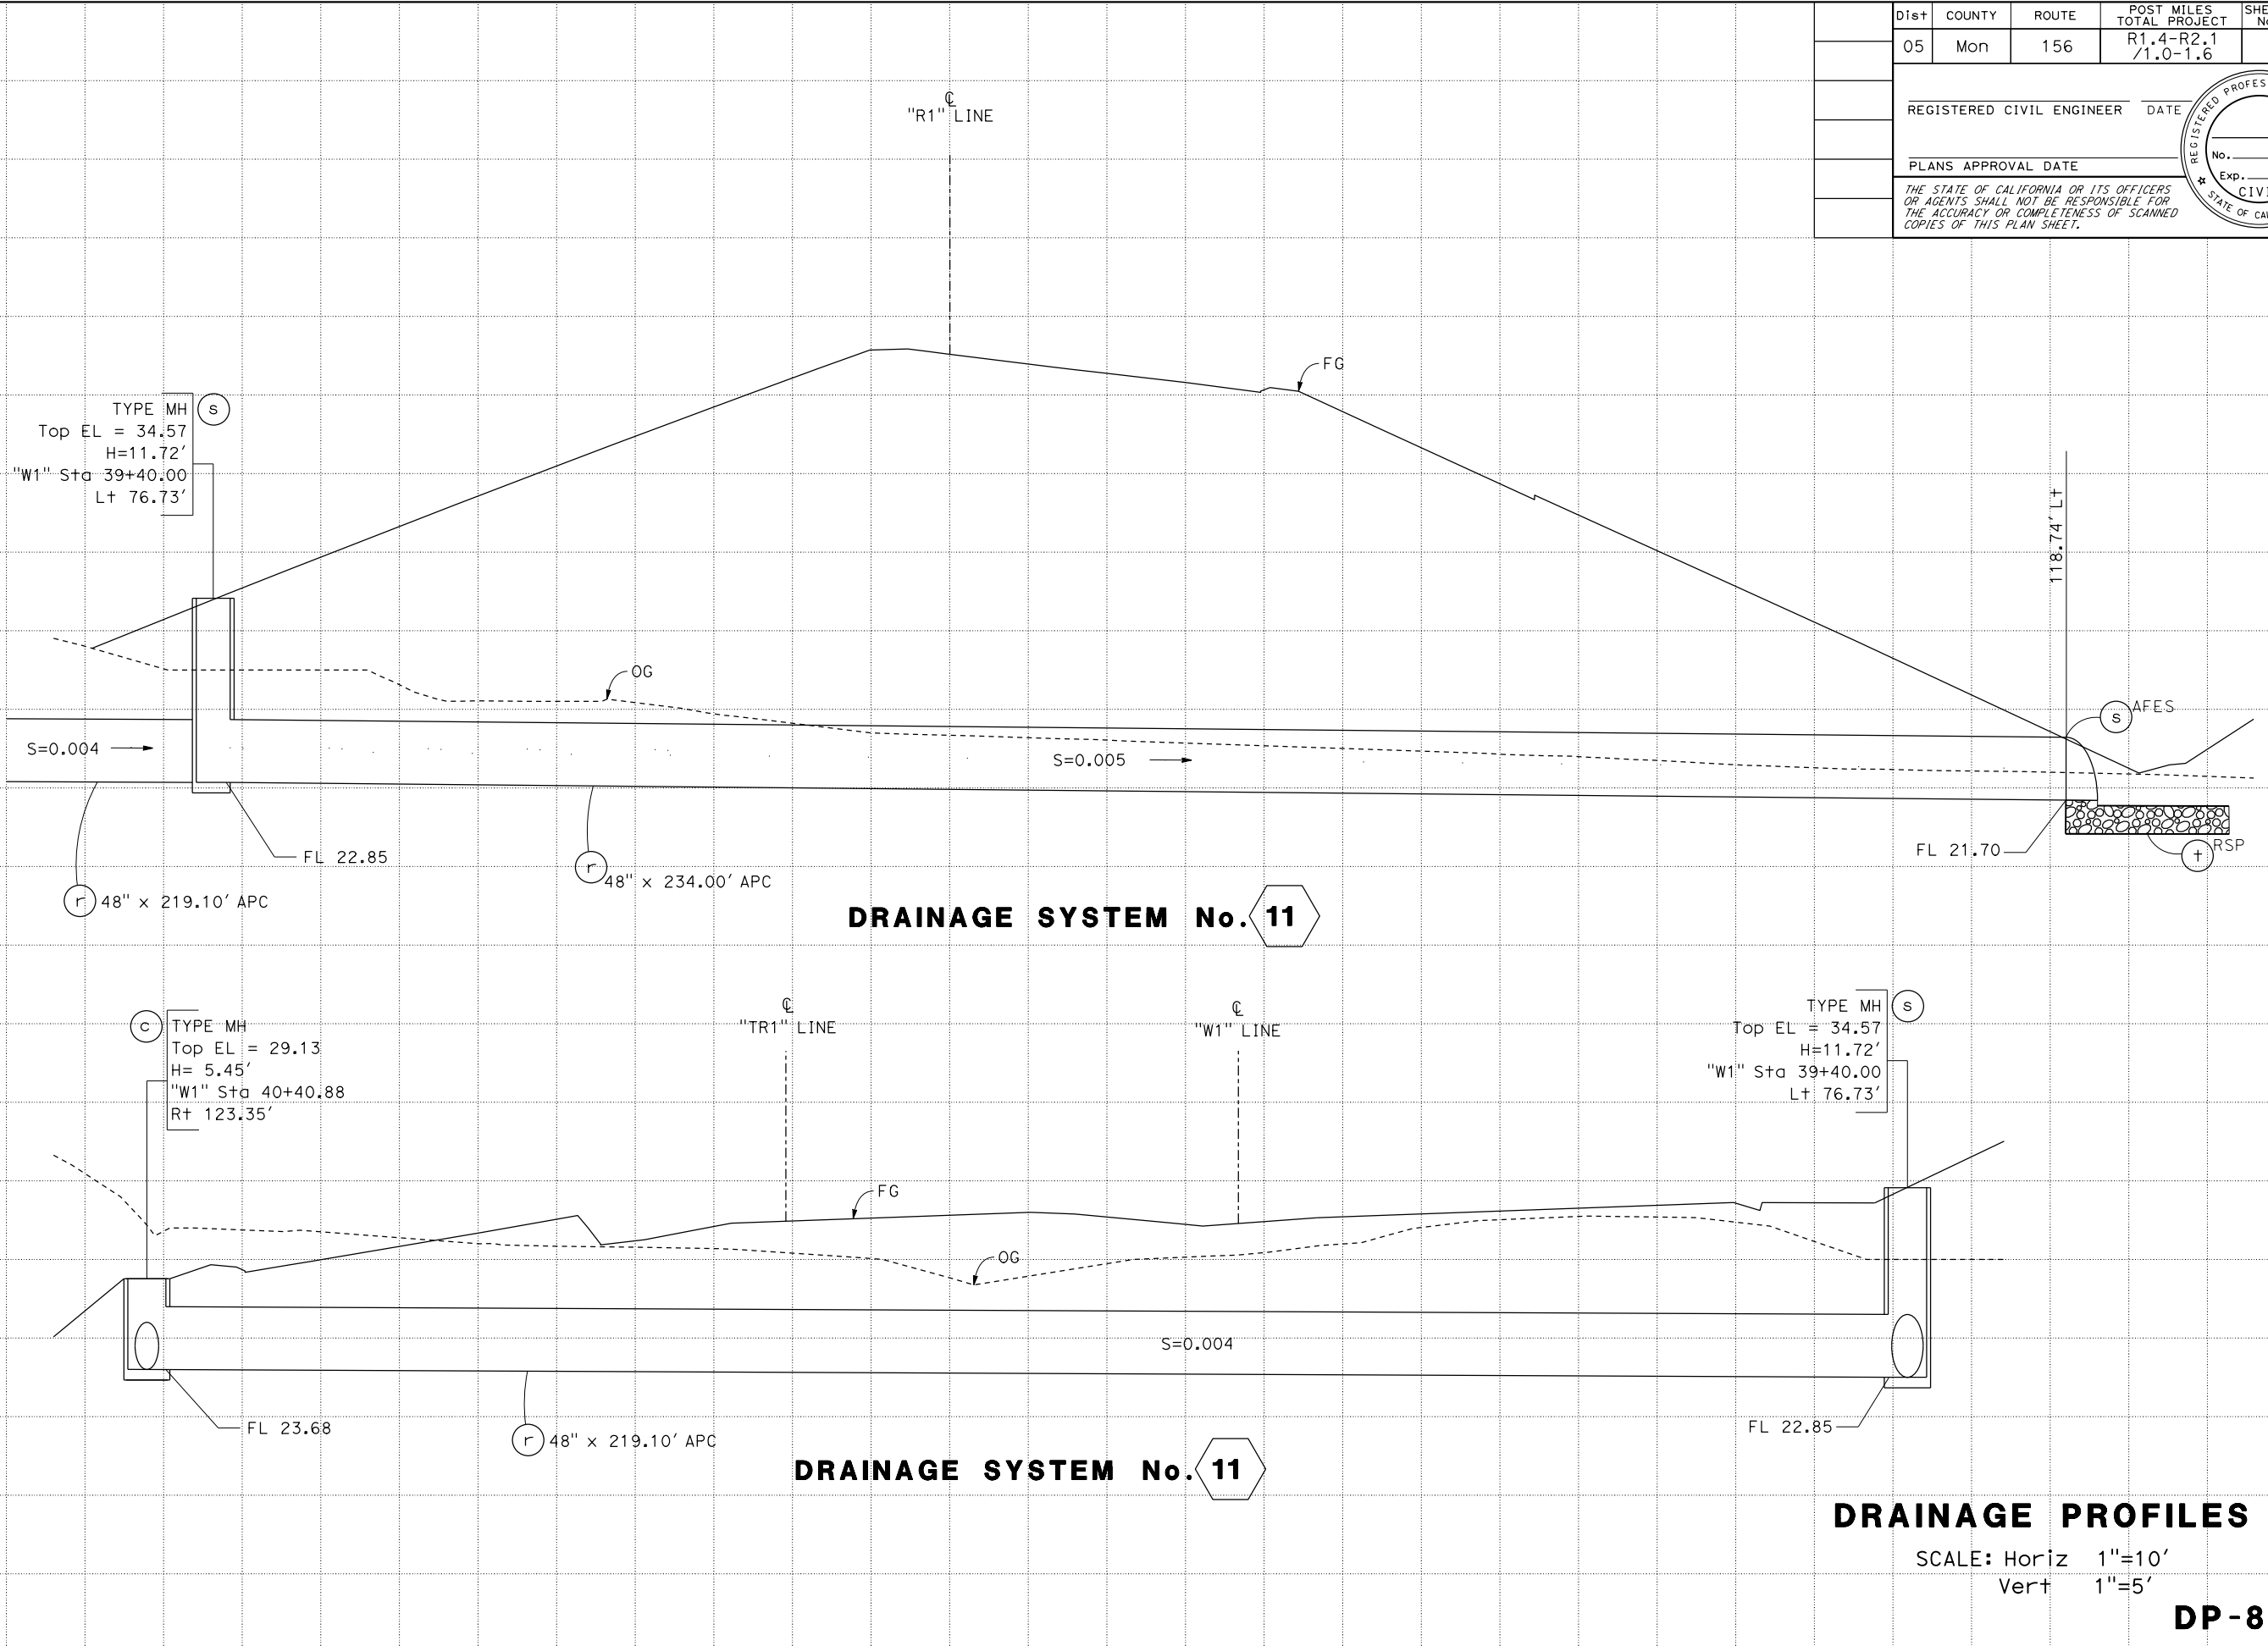 Dist COUNTY ROUTE POST MILES TOTAL PROJECT
05 Mon 156 R1.4-R2.1 /1.0-1.6
REGISTERED CIVIL ENGINEER DATE
PLANS APPROVAL DATE
THE STATE OF CALIFORNIA OR ITS OFFICERS
OR AGENTS SHALL NOT BE RESPONSIBLE FOR
THE ACCURACY OR COMPLETENESS OF SCANNED
COPIES OF THIS PLAN SHEET.
REGISTERED
No.
Exp.
STATE OF
℄
"R1" LINE
FG
TYPE MH
s
Top EL = 34.57
H=11.72'
"W1" Sta 39+40.00
Lt 76.73'
118.74' Lt
OG
s
AFES
S=0.004
S=0.005
FL 22.85
FL 21.70
t
RSP
r
48" x 219.10' APC
r
48" x 234.00' APC
DRAINAGE SYSTEM No. 11
c
TYPE MH
Top EL = 29.13
H= 5.45'
"W1" Sta 40+40.88
Rt 123.35'
℄
"TR1" LINE
℄
"W1" LINE
TYPE MH
s
Top EL = 34.57
H=11.72'
"W1" Sta 39+40.00
Lt 76.73'
FG
OG
S=0.004
FL 23.68
FL 22.85
r
48" x 219.10' APC
DRAINAGE SYSTEM No. 11
DRAINAGE PROFILES
SCALE: Horiz 1"=10'
Vert 1"=5'
DP-8